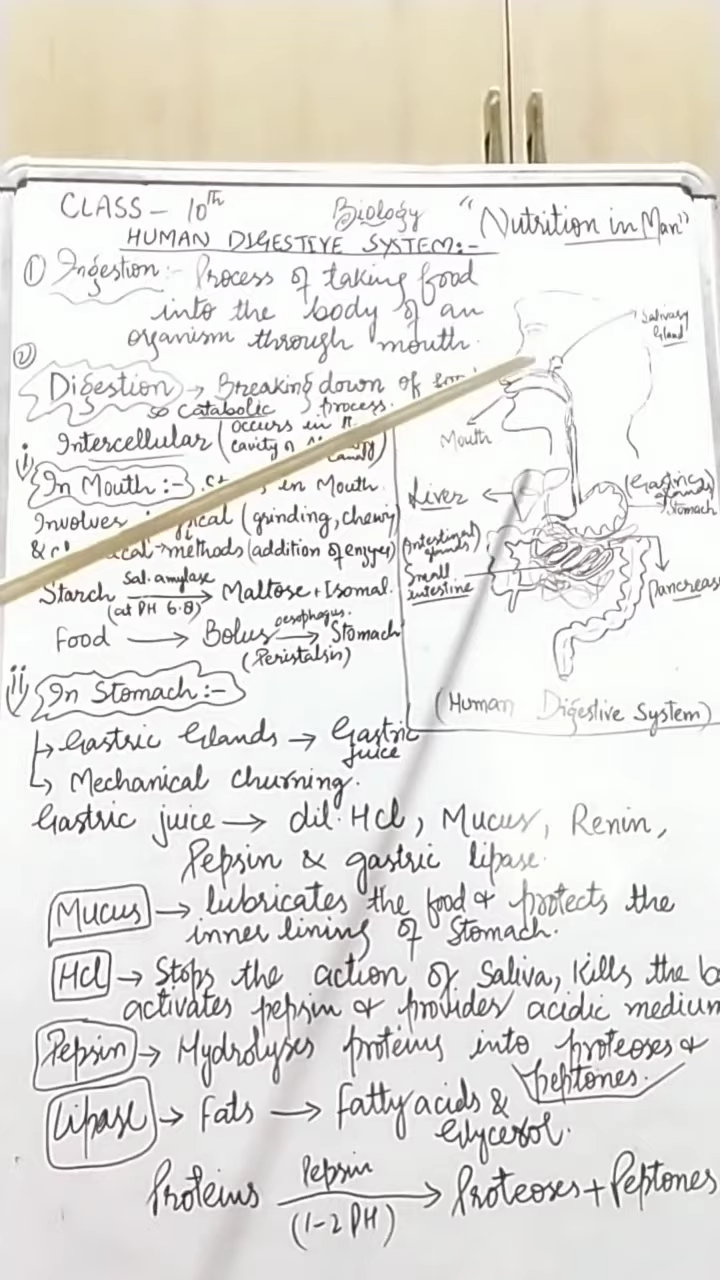 CLASS - 10th Biology "Nutrition in Man"
HUMAN DIGESTIVE SYSTEM:-
① Ingestion:- Process of taking food
into the body of an
organism through mouth.
②
Digestion → Breaking down of
Catabolic process.
i Intercellular (occurs in
cavity of
In Mouth:- in Mouth.
Involves (grinding, chewing
& methods (addition of enzymes)
Starch Sal. amylase (at PH 6.8) → Maltose + Isomal.
Food → Bolus oesophagus. → Stomach
(Peristalsis)
ii In Stomach:-
→ Gastric Glands → Gastric
Juice
→ Mechanical churning.
Gastric juice → dil. Hcl, Mucus, Renin,
Pepsin & gastric lipase.
Mucus → lubricates the food & protects the
inner lining of Stomach.
Hcl → Stops the action of Saliva, kills the
activates pepsin & provides acidic medium
Pepsin → Hydrolyses proteins into proteoses &
peptones.
Lipase → Fats → Fatty acids &
Glycerol.
Proteins Pepsin (1-2 PH) → Proteoses + Peptones
Salivary
Gland
Mouth
Liver
(Gastric
glands)
Stomach
(Intestinal
glands)
Small
intestine
Pancreas
(Human Digestive System)